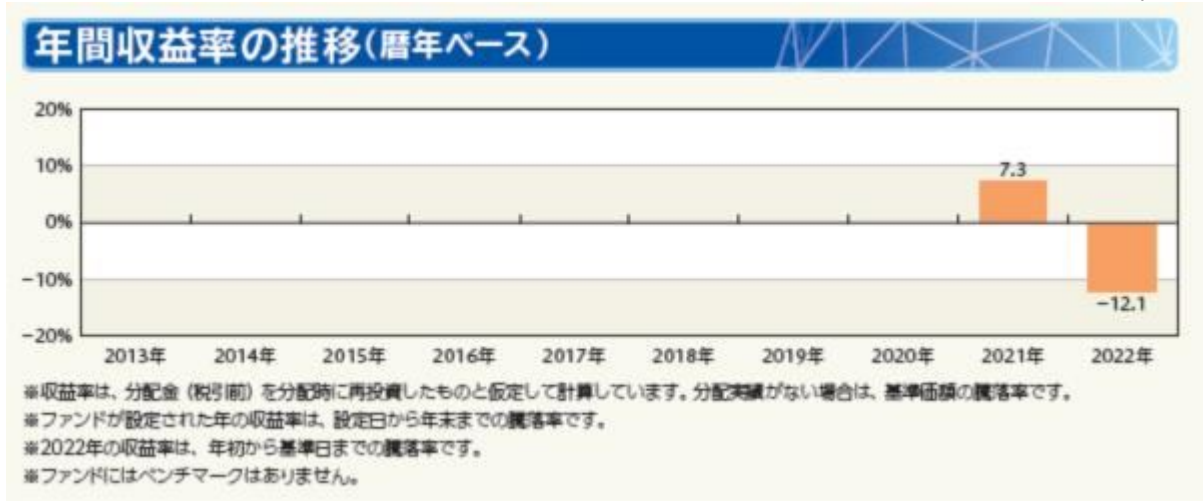 年間収益率の推移(暦年ベース)
20%
10%
0%
-10%
-20%
7.3
-12.1
2013年 2014年 2015年 2016年 2017年 2018年 2019年 2020年 2021年 2022年
※収益率は、分配金(税引前)を分配時に再投資したものと仮定して計算しています。分配実績がない場合は、基準価額の騰落率です。
※ファンドが設定された年の収益率は、設定日から年末までの騰落率です。
※2022年の収益率は、年初から基準日までの騰落率です。
※ファンドにはベンチマークはありません。